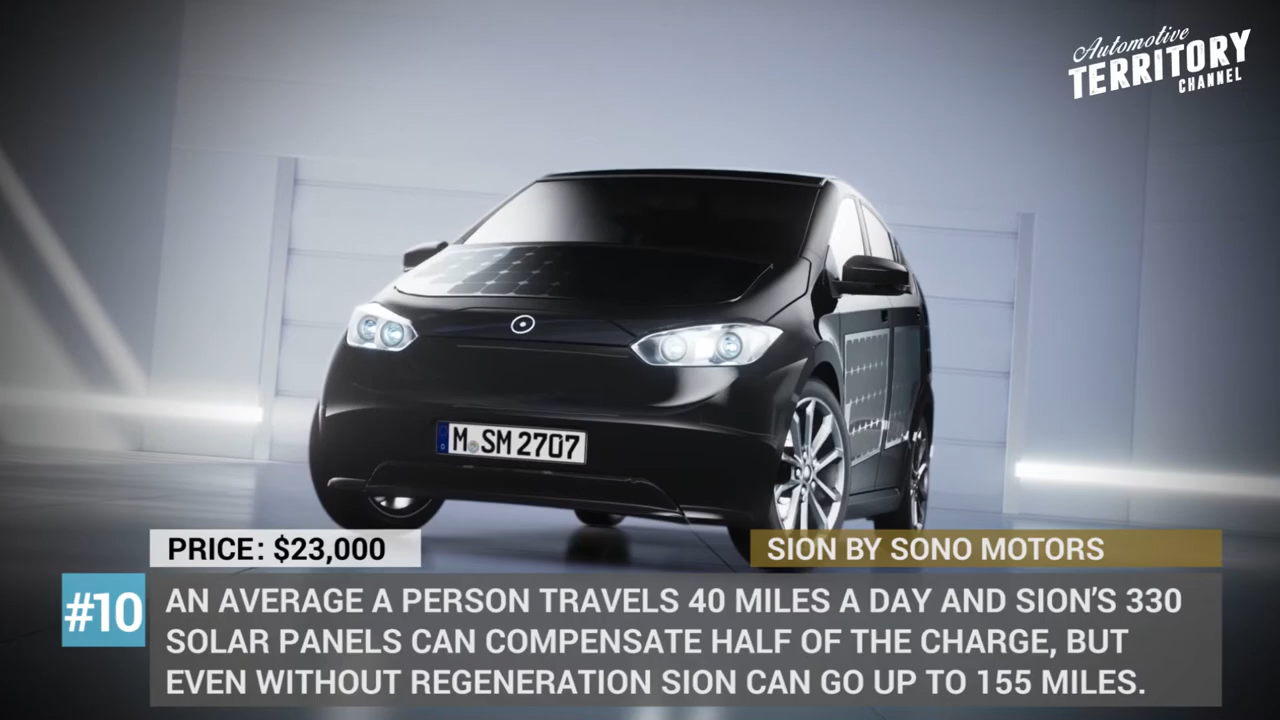 Automotive
TERRITORY
CHANNEL
M SM 2707
PRICE: $23,000
SION BY SONO MOTORS
#10
AN AVERAGE A PERSON TRAVELS 40 MILES A DAY AND SION'S 330
SOLAR PANELS CAN COMPENSATE HALF OF THE CHARGE, BUT
EVEN WITHOUT REGENERATION SION CAN GO UP TO 155 MILES.